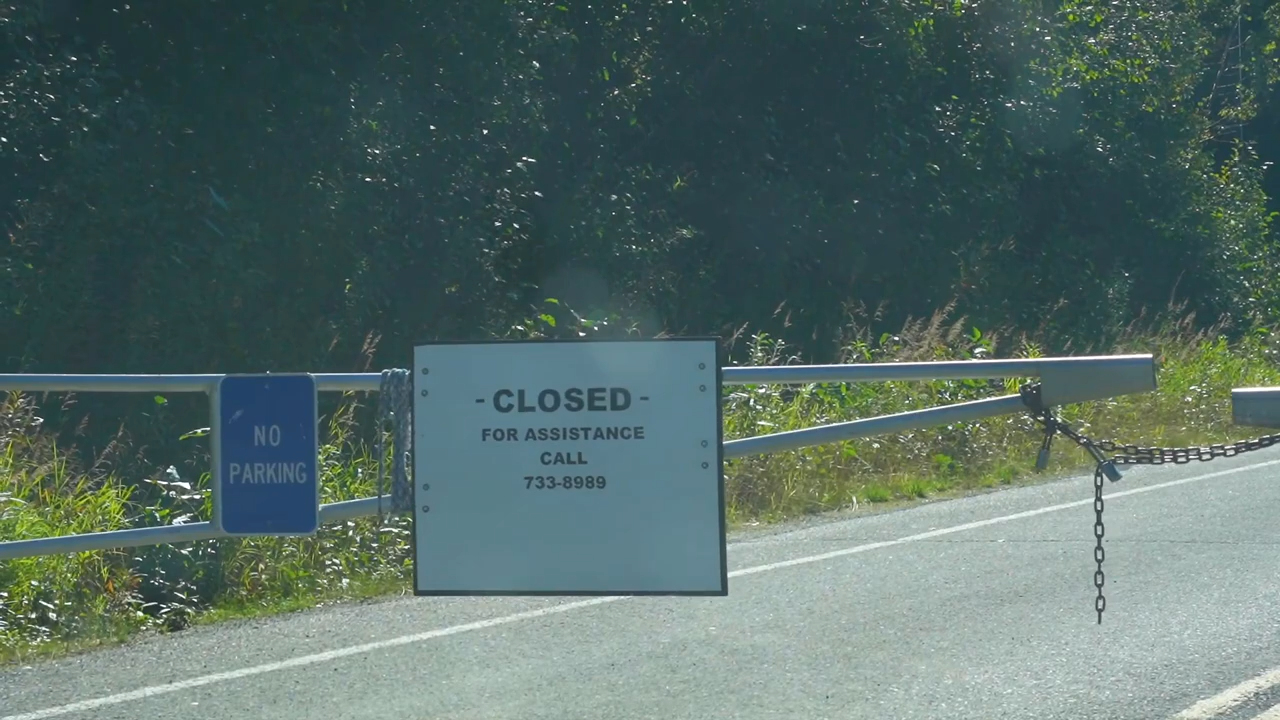 NO
PARKING
- CLOSED -
FOR ASSISTANCE
CALL
733-8989